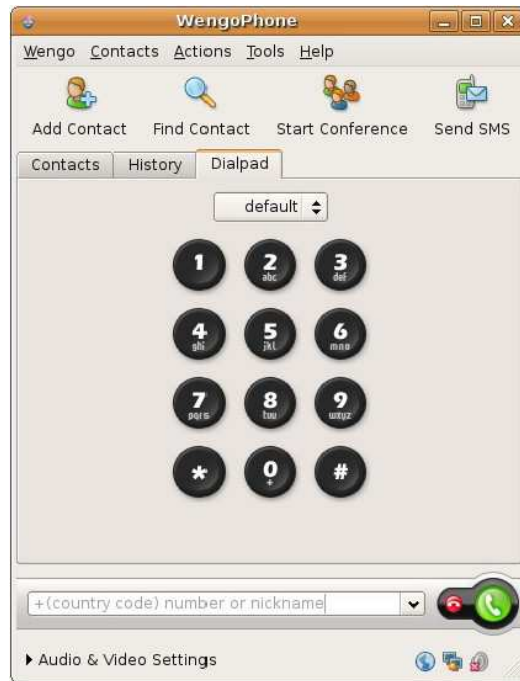 WengoPhone
Wengo Contacts Actions Tools Help
Add Contact Find Contact Start Conference Send SMS
Contacts History Dialpad
default
1 2 3
abc def
4 5 6
ghi jkl mno
7 8 9
pqrs tuv wxyz
* 0 #
+
+(country code) number or nickname
Audio & Video Settings